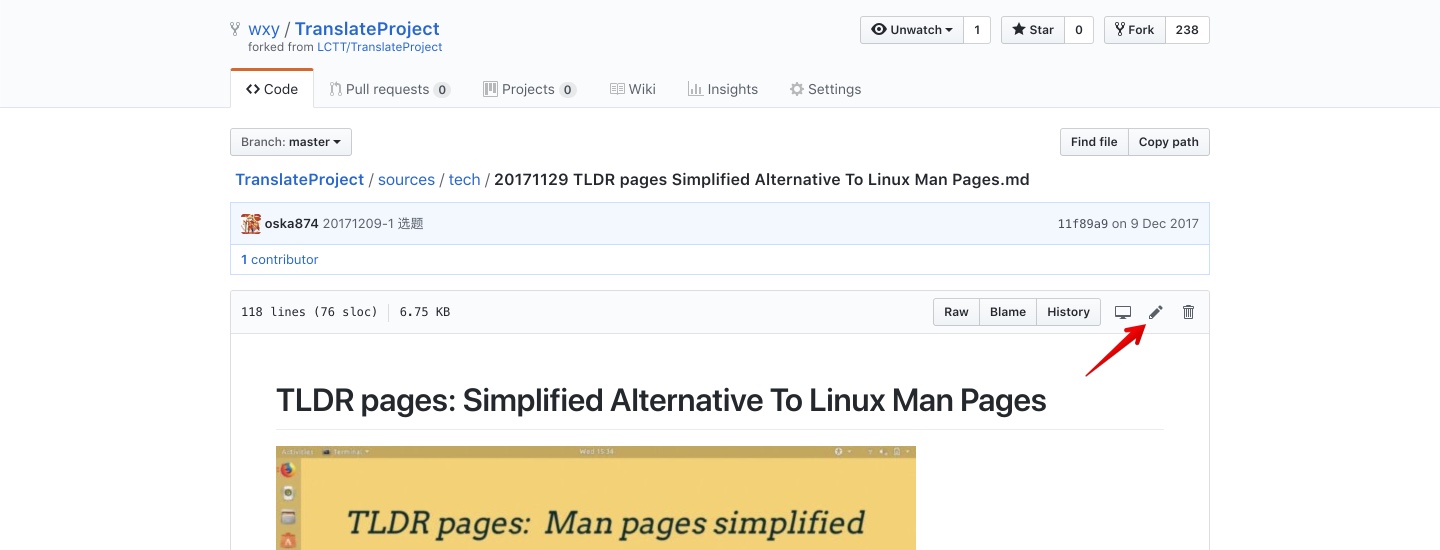 wxy / TranslateProject
forked from LCTT/TranslateProject
Unwatch 1 Star 0 Fork 238
Code Pull requests 0 Projects 0 Wiki Insights Settings
Branch: master Find file Copy path
TranslateProject / sources / tech / 20171129 TLDR pages Simplified Alternative To Linux Man Pages.md
oska874 20171209-1 选题 11f89a9 on 9 Dec 2017
1 contributor
118 lines (76 sloc) 6.75 KB Raw Blame History
TLDR pages: Simplified Alternative To Linux Man Pages
Activities Terminal Wed 15:34
TLDR pages: Man pages simplified